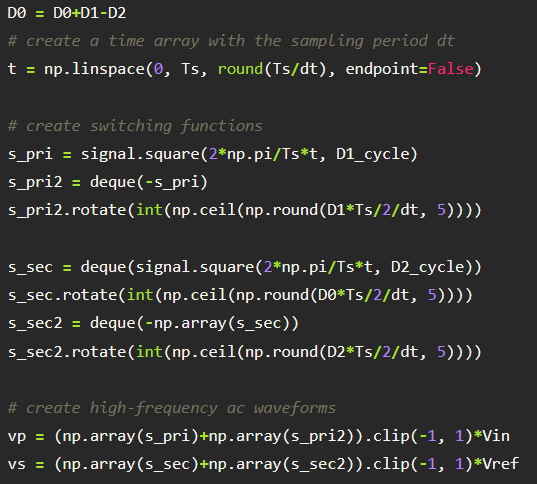 D0 = D0+D1-D2
# create a time array with the sampling period dt
t = np.linspace(0, Ts, round(Ts/dt), endpoint=False)
# create switching functions
s_pri = signal.square(2*np.pi/Ts*t, D1_cycle)
s_pri2 = deque(-s_pri)
s_pri2.rotate(int(np.ceil(np.round(D1*Ts/2/dt, 5))))
s_sec = deque(signal.square(2*np.pi/Ts*t, D2_cycle))
s_sec.rotate(int(np.ceil(np.round(D0*Ts/2/dt, 5))))
s_sec2 = deque(-np.array(s_sec))
s_sec2.rotate(int(np.ceil(np.round(D2*Ts/2/dt, 5))))
# create high-frequency ac waveforms
vp = (np.array(s_pri)+np.array(s_pri2)).clip(-1, 1)*Vin
vs = (np.array(s_sec)+np.array(s_sec2)).clip(-1, 1)*Vref